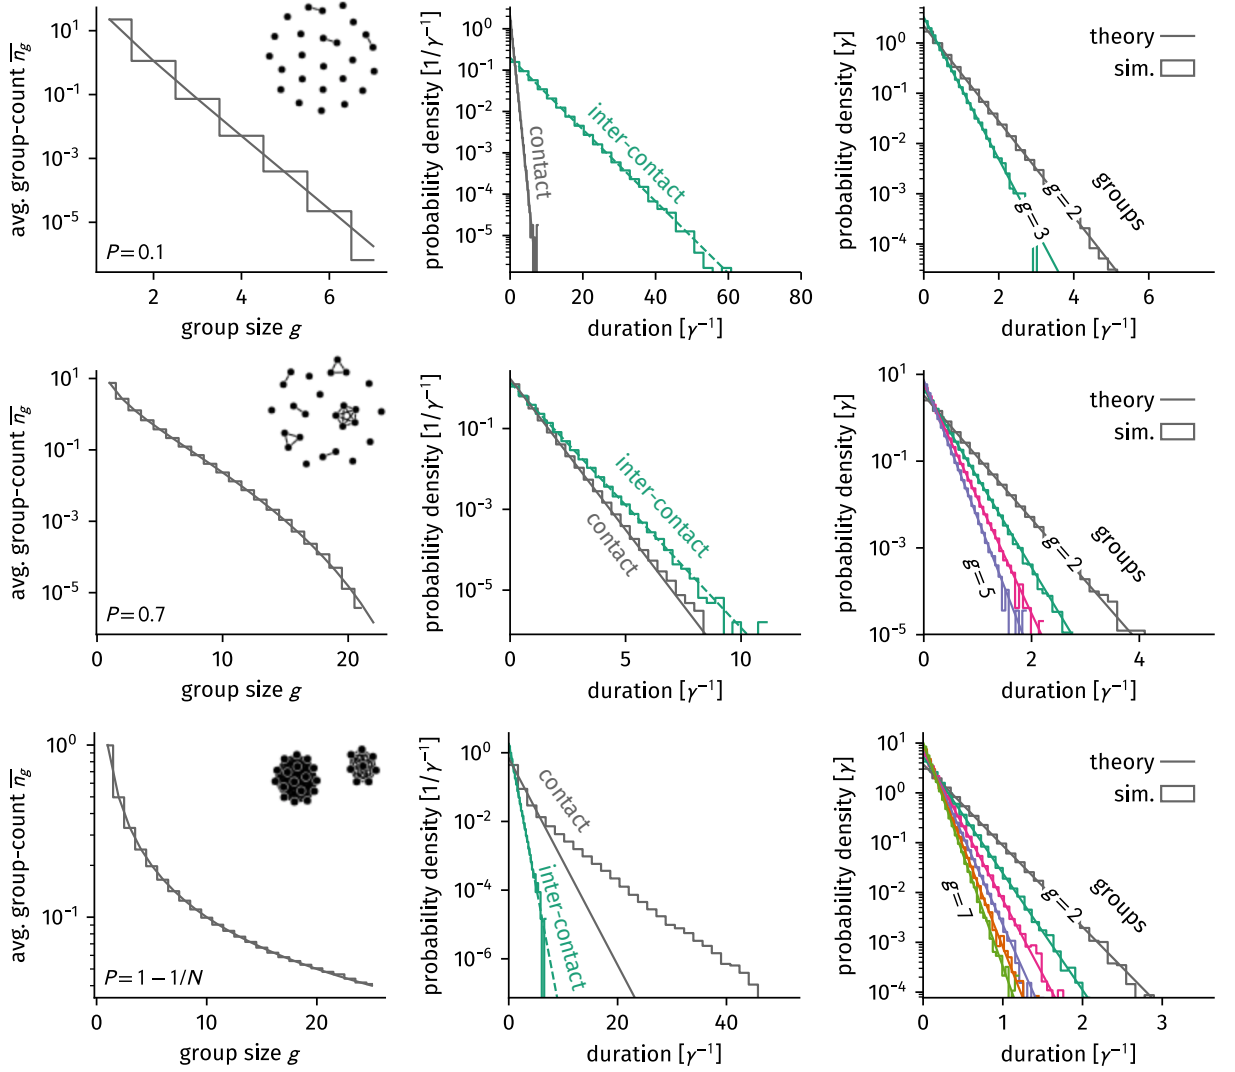 avg. group-count n̅_g
10¹
10⁻¹
10⁻³
10⁻⁵
P = 0.1
2 4 6
group size g
probability density [1/γ⁻¹]
10⁰
10⁻¹
10⁻²
10⁻³
10⁻⁴
10⁻⁵
contact
inter-contact
0 20 40 60 80
duration [γ⁻¹]
probability density [γ]
10⁰
10⁻¹
10⁻²
10⁻³
10⁻⁴
theory
sim.
g = 3
g = 2
groups
0 2 4 6
duration [γ⁻¹]
avg. group-count n̅_g
10¹
10⁻¹
10⁻³
10⁻⁵
P = 0.7
0 10 20
group size g
probability density [1/γ⁻¹]
10⁻¹
10⁻³
10⁻⁵
contact
inter-contact
0 5 10
duration [γ⁻¹]
probability density [γ]
10¹
10⁻¹
10⁻³
10⁻⁵
theory
sim.
g = 5
g = 2
groups
0 2 4
duration [γ⁻¹]
avg. group-count n̅_g
10⁰
10⁻¹
P = 1 − 1/N
0 10 20
group size g
probability density [1/γ⁻¹]
10⁰
10⁻²
10⁻⁴
10⁻⁶
contact
inter-contact
0 20 40
duration [γ⁻¹]
probability density [γ]
10¹
10⁰
10⁻¹
10⁻²
10⁻³
10⁻⁴
theory
sim.
g = 7
g = 2
groups
0 1 2 3
duration [γ⁻¹]